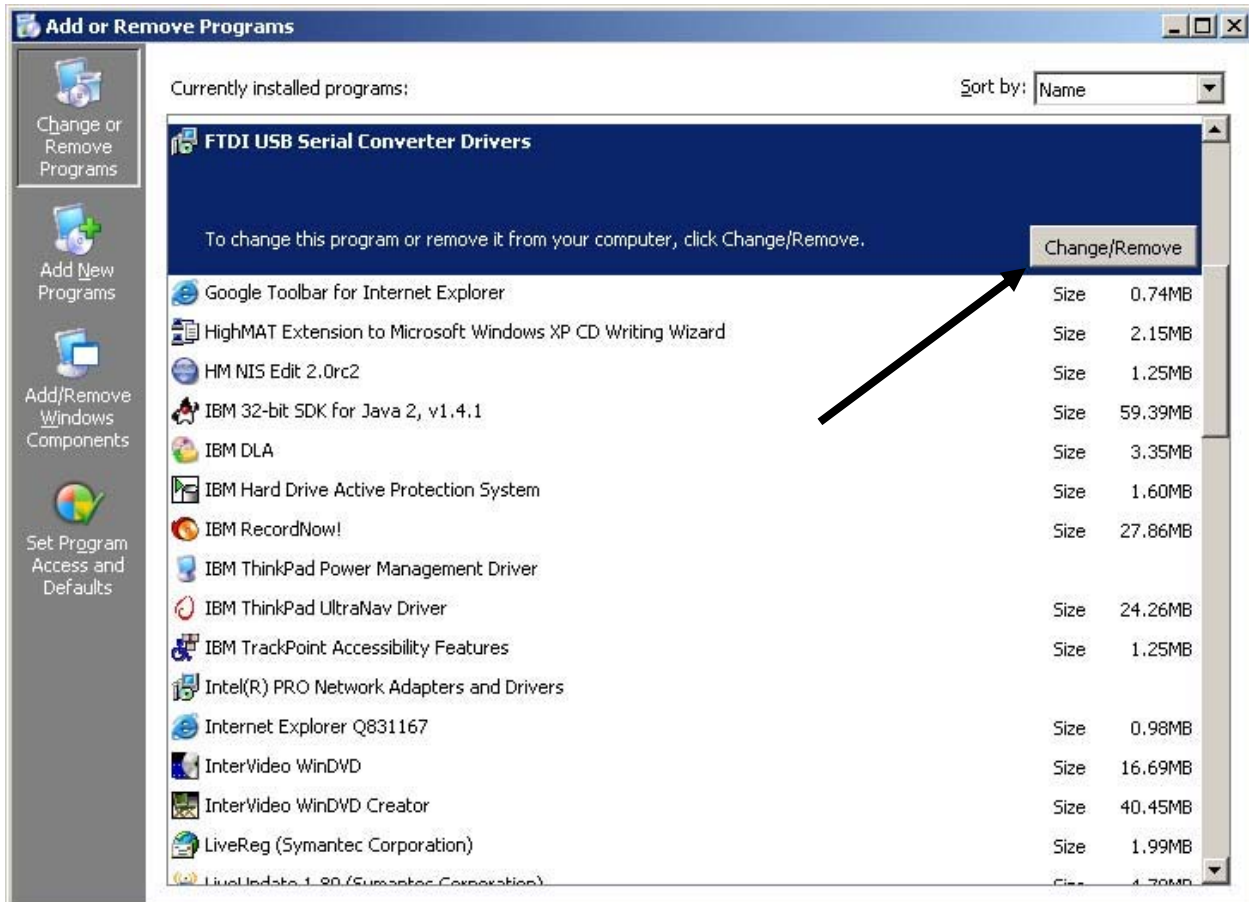 Add or Remove Programs
Change or
Remove
Programs
Add New
Programs
Add/Remove
Windows
Components
Set Program
Access and
Defaults
Currently installed programs:
Sort by: Name
FTDI USB Serial Converter Drivers
To change this program or remove it from your computer, click Change/Remove.
Change/Remove
Google Toolbar for Internet Explorer Size 0.74MB
HighMAT Extension to Microsoft Windows XP CD Writing Wizard Size 2.15MB
HM NIS Edit 2.0rc2 Size 1.25MB
IBM 32-bit SDK for Java 2, v1.4.1 Size 59.39MB
IBM DLA Size 3.35MB
IBM Hard Drive Active Protection System Size 1.60MB
IBM RecordNow! Size 27.86MB
IBM ThinkPad Power Management Driver
IBM ThinkPad UltraNav Driver Size 24.26MB
IBM TrackPoint Accessibility Features Size 1.25MB
Intel(R) PRO Network Adapters and Drivers
Internet Explorer Q831167 Size 0.98MB
InterVideo WinDVD Size 16.69MB
InterVideo WinDVD Creator Size 40.45MB
LiveReg (Symantec Corporation) Size 1.99MB
LiveUpdate 1.80 (Symantec Corporation) Size